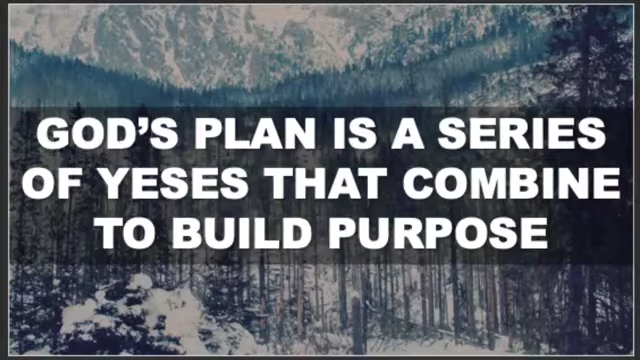 GOD’S PLAN IS A SERIES
OF YESES THAT COMBINE
TO BUILD PURPOSE